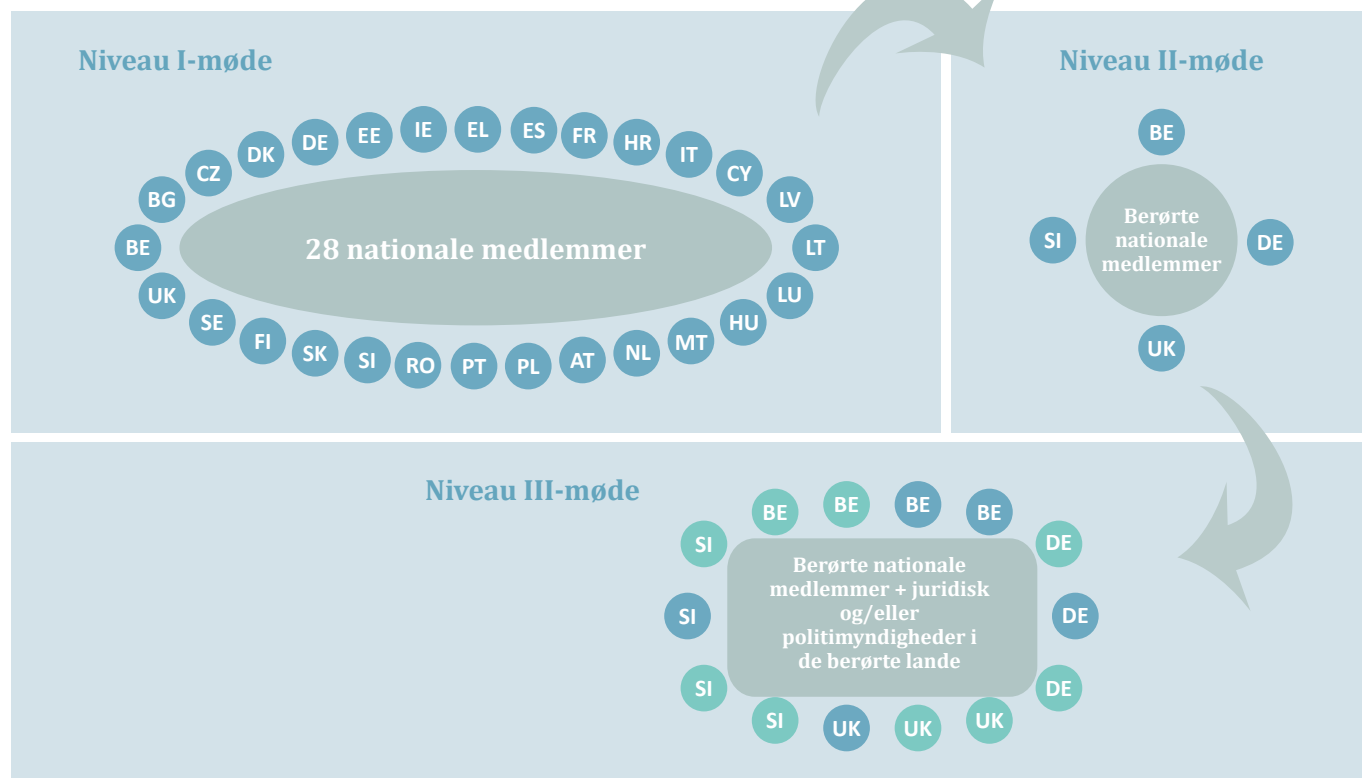 Niveau I-møde
BE
BG
CZ
DK
DE
EE
IE
EL
ES
FR
HR
IT
CY
LV
LT
LU
HU
MT
NL
AT
PL
PT
RO
SI
SK
FI
SE
UK
28 nationale medlemmer
Niveau II-møde
BE
SI
Berørte
nationale
medlemmer
DE
UK
Niveau III-møde
BE
BE
BE
BE
SI
DE
SI
Berørte nationale
medlemmer + juridisk
og/eller
politimyndigheder i
de berørte lande
DE
SI
DE
SI
UK
UK
UK